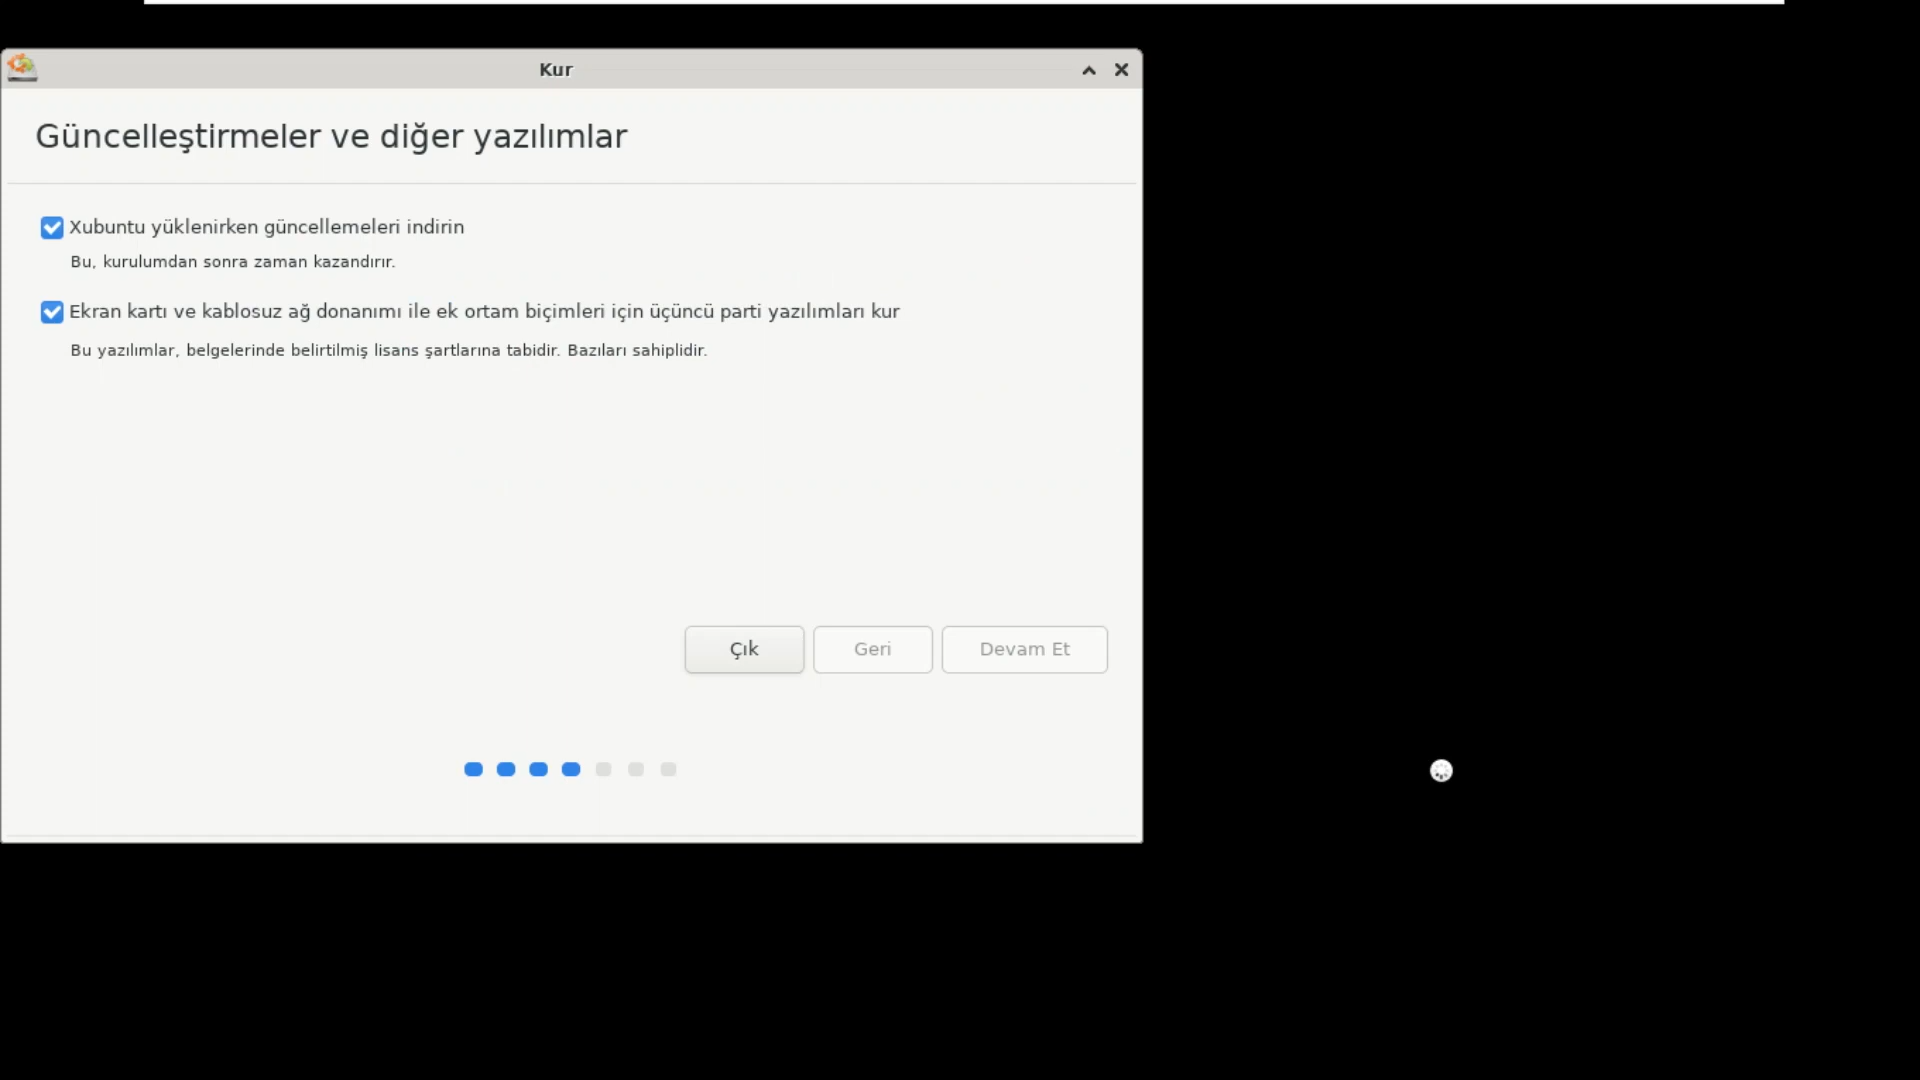 Kur
Güncelleştirmeler ve diğer yazılımlar
Xubuntu yüklenirken güncellemeleri indirin
Bu, kurulumdan sonra zaman kazandırır.
Ekran kartı ve kablosuz ağ donanımı ile ek ortam biçimleri için üçüncü parti yazılımları kur
Bu yazılımlar, belgelerinde belirtilmiş lisans şartlarına tabidir. Bazıları sahiplidir.
Çık Geri Devam Et